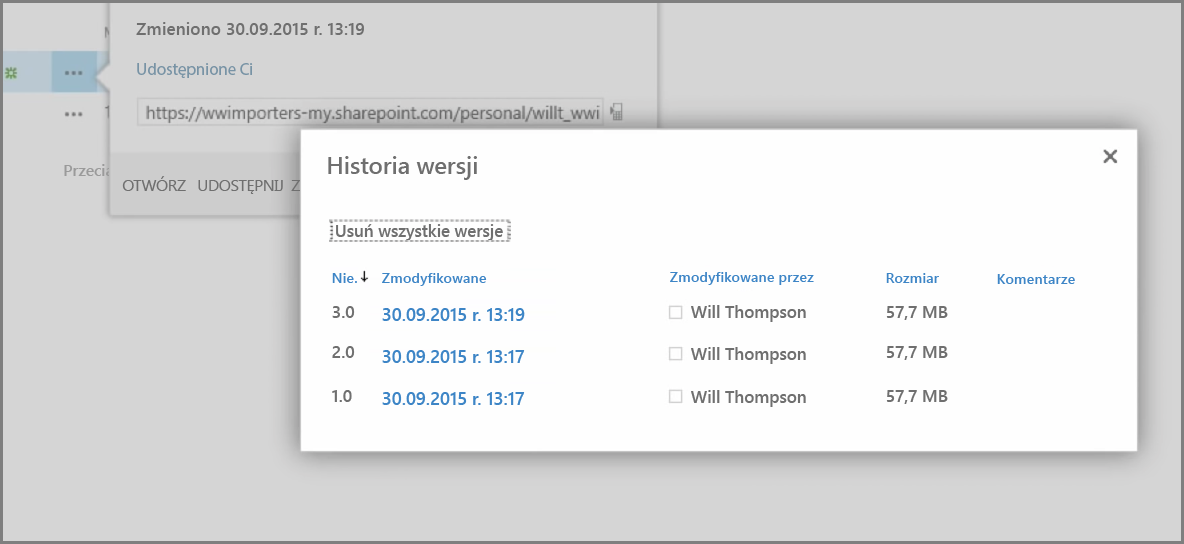 Zmieniono 30.09.2015 r. 13:19
Udostępnione Ci
https://wwimporters-my.sharepoint.com/personal/willt_wwi
OTWÓRZ UDOSTĘPNIJ
Historia wersji
Usuń wszystkie wersje
Nie. Zmodyfikowane Zmodyfikowane przez Rozmiar Komentarze
3.0 30.09.2015 r. 13:19 Will Thompson 57,7 MB
2.0 30.09.2015 r. 13:17 Will Thompson 57,7 MB
1.0 30.09.2015 r. 13:17 Will Thompson 57,7 MB